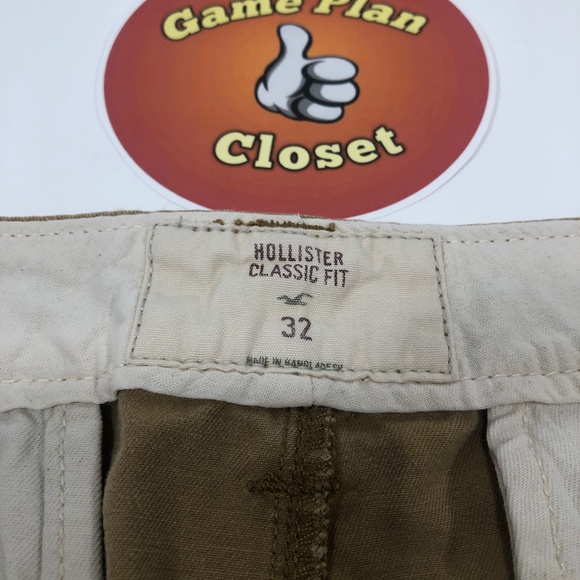 Game Plan
Closet
HOLLISTER
CLASSIC FIT
32
MADE IN BANGLADESH